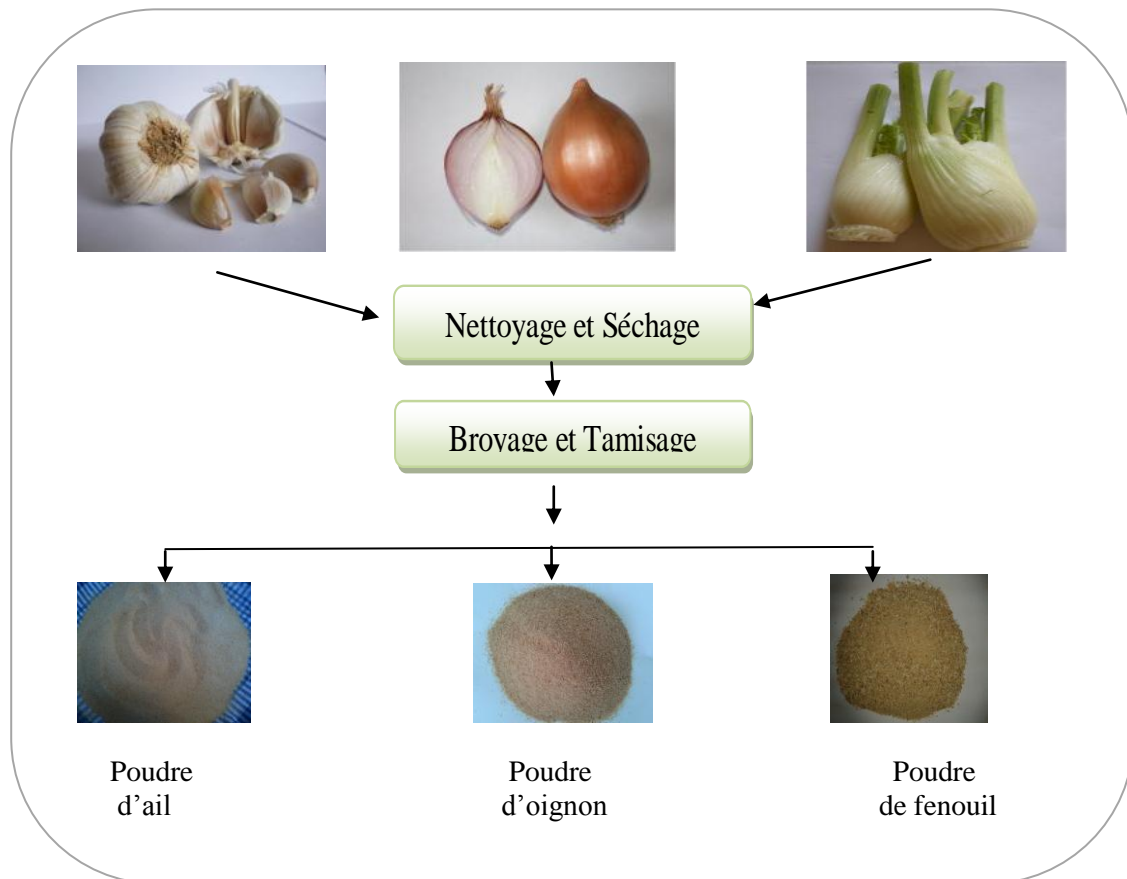 Nettoyage et Séchage
Broyage et Tamisage
Poudre
d’ail
Poudre
d’oignon
Poudre
de fenouil